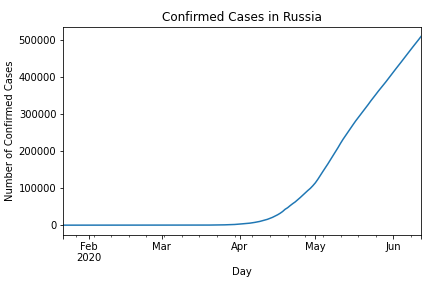 Confirmed Cases in Russia
Number of Confirmed Cases
500000
400000
300000
200000
100000
0
Feb Mar Apr May Jun
2020
Day